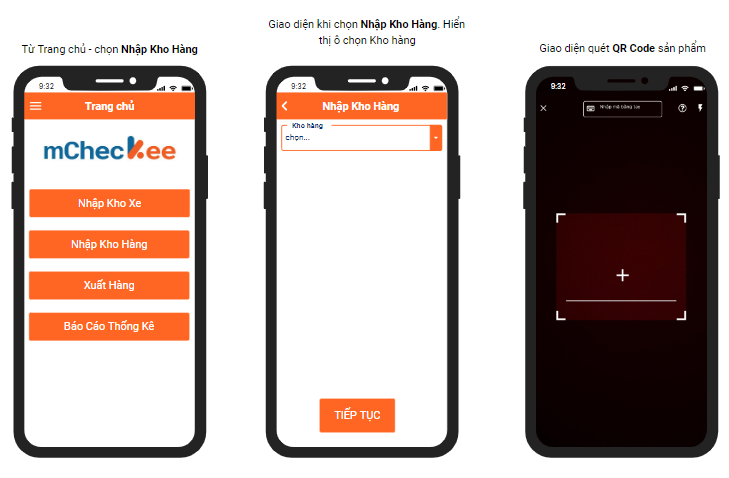 Từ Trang chủ - chọn Nhập Kho Hàng
9:32
Trang chủ
mCheckee
Nhập Kho Xe
Nhập Kho Hàng
Xuất Hàng
Báo Cáo Thống Kê
Giao diện khi chọn Nhập Kho Hàng. Hiển
thị ô chọn Kho hàng
9:32
Nhập Kho Hàng
Kho hàng
chọn...
TIẾP TỤC
Giao diện quét QR Code sản phẩm
9:32
Nhập mã bằng tay